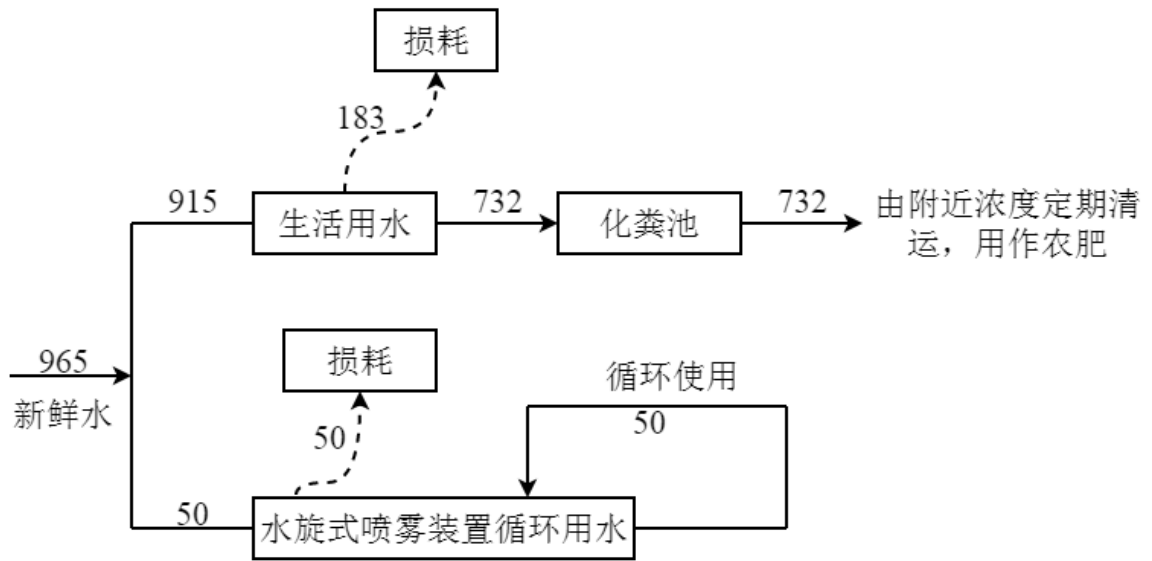 损耗
183
915
生活用水
732
化粪池
732
由附近浓度定期清
运，用作农肥
965
新鲜水
损耗
50
循环使用
50
50
水旋式喷雾装置循环用水